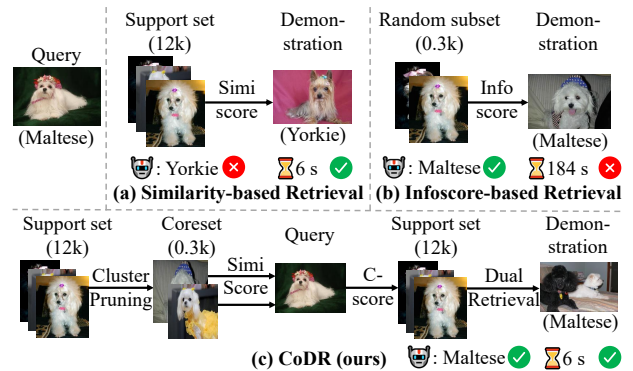 Query
(Maltese)
Support set
(12k)
Simi
score
Demon-
stration
(Yorkie)
: Yorkie
6 s
(a) Similarity-based Retrieval
Random subset
(0.3k)
Info
score
Demon-
stration
(Maltese)
: Maltese
184 s
(b) Infoscore-based Retrieval
Support set
(12k)
Cluster
Pruning
Coreset
(0.3k)
Simi
Score
Query
C-
score
Support set
(12k)
Dual
Retrieval
Demon-
stration
(Maltese)
(c) CoDR (ours)
: Maltese
6 s